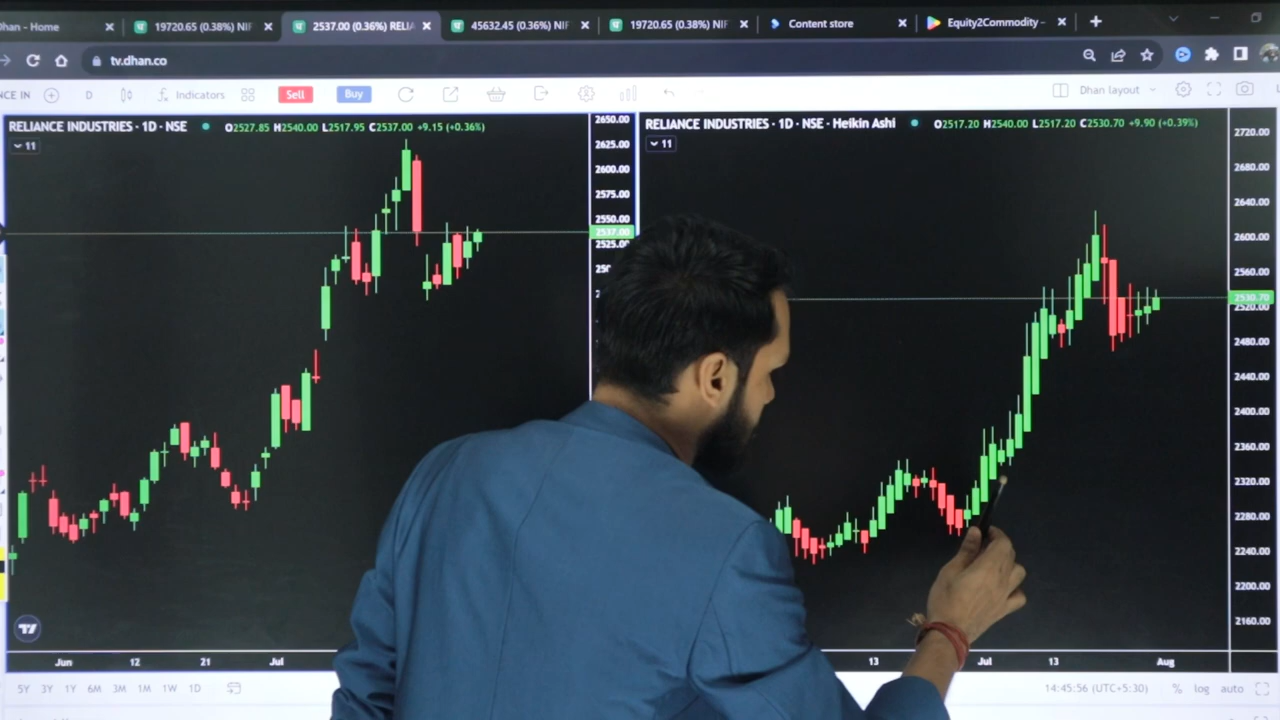 Dhan - Home
19720.65 (0.38%) NIF
2537.00 (0.36%) RELIA
45632.45 (0.36%) NIF
19720.65 (0.38%) NIF
Content store
Equity2Commodity -
tv.dhan.co
NCE IN
D
Indicators
Sell
Buy
Dhan layout
RELIANCE INDUSTRIES · 1D · NSE
O2527.85 H2540.00 L2517.95 C2537.00 +9.15 (+0.36%)
11
2650.00
2625.00
2600.00
2575.00
2550.00
2537.00
2525.00
RELIANCE INDUSTRIES · 1D · NSE · Heikin Ashi
O2517.20 H2540.00 L2517.20 C2530.70 +9.90 (+0.39%)
11
2720.00
2680.00
2640.00
2600.00
2560.00
2530.70
2520.00
2480.00
2440.00
2400.00
2360.00
2320.00
2280.00
2240.00
2200.00
2160.00
Jun 12 21 Jul
13 Jul 13 Aug
5Y 3Y 1Y 6M 3M 1M 1W 1D
14:45:56 (UTC+5:30) % log auto